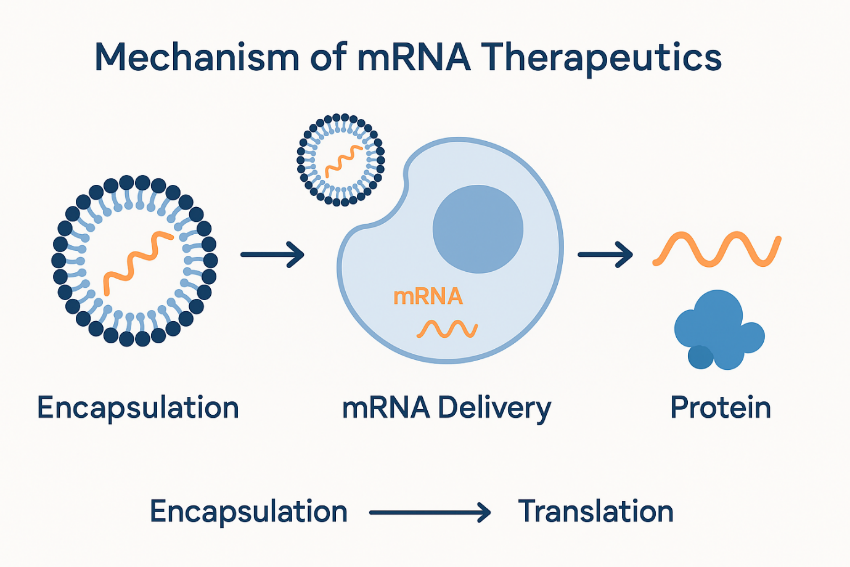 Mechanism of mRNA Therapeutics
mRNA
Encapsulation
mRNA Delivery
Protein
Encapsulation
Translation